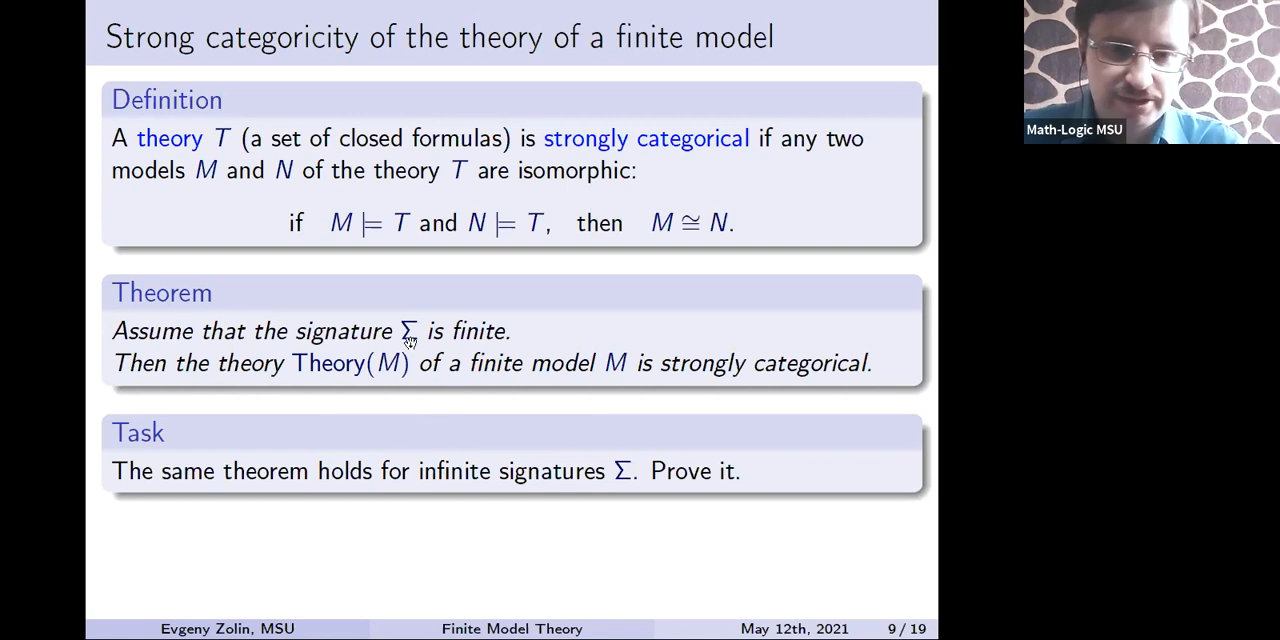 Strong categoricity of the theory of a finite model
Definition
A theory T (a set of closed formulas) is strongly categorical if any two
models M and N of the theory T are isomorphic:
if M ⊨ T and N ⊨ T, then M ≅ N.
Theorem
Assume that the signature Σ is finite.
Then the theory Theory(M) of a finite model M is strongly categorical.
Task
The same theorem holds for infinite signatures Σ. Prove it.
Evgeny Zolin, MSU Finite Model Theory May 12th, 2021 9 / 19
Math-Logic MSU